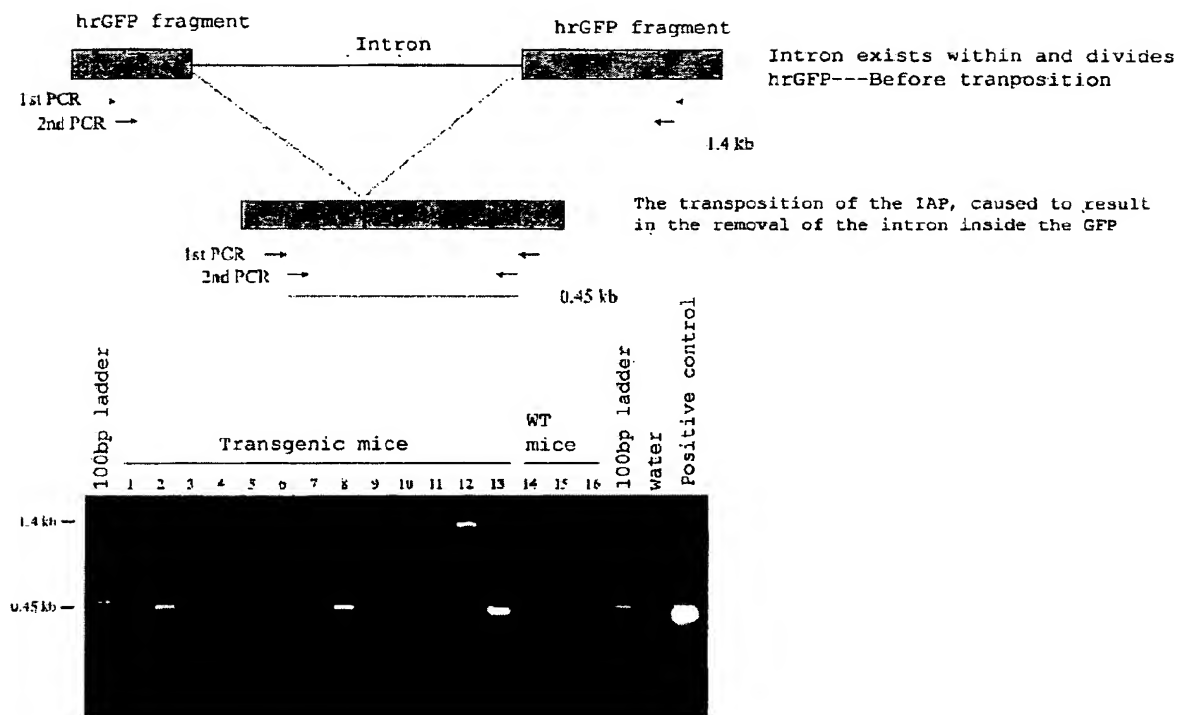 hrGFP fragment
Intron
hrGFP fragment
Intron exists within and divides
hrGFP---Before tranposition
1st PCR
2nd PCR
1.4 kb
The transposition of the IAP, caused to result
in the removal of the intron inside the GFP
1st PCR
2nd PCR
0.45 kb
100bp ladder
Transgenic mice
WT
mice
100bp ladder
water
Positive control
1 2 3 4 5 6 7 8 9 10 11 12 13 14 15 16
1.4 kb
0.45 kb